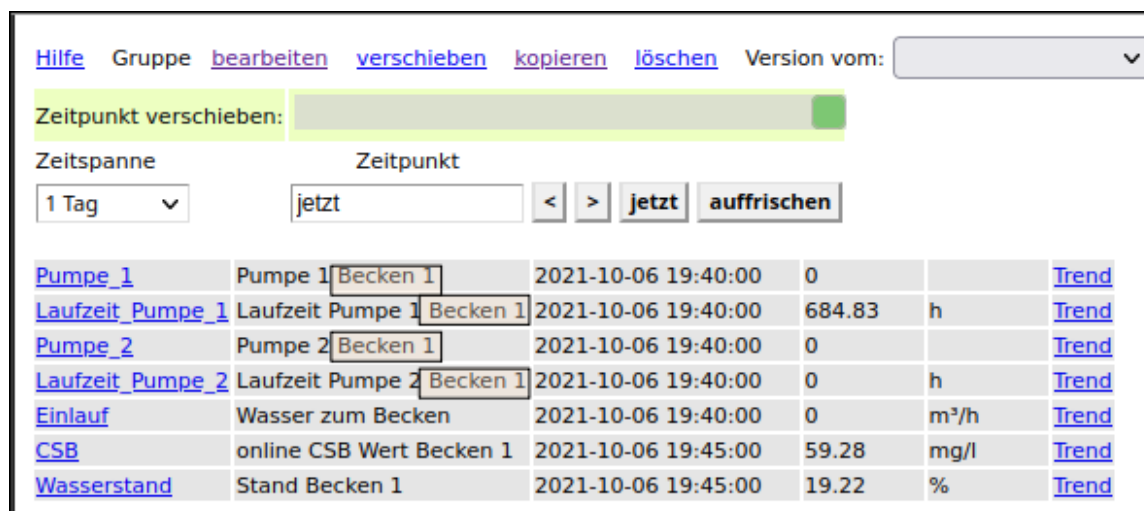 Hilfe Gruppe bearbeiten verschieben kopieren löschen Version vom:
Zeitpunkt verschieben:
Zeitspanne Zeitpunkt
1 Tag jetzt < > jetzt auffrischen
Pumpe_1 Pumpe 1 Becken 1 2021-10-06 19:40:00 0 Trend
Laufzeit_Pumpe_1 Laufzeit Pumpe 1 Becken 1 2021-10-06 19:40:00 684.83 h Trend
Pumpe_2 Pumpe 2 Becken 1 2021-10-06 19:40:00 0 Trend
Laufzeit_Pumpe_2 Laufzeit Pumpe 2 Becken 1 2021-10-06 19:40:00 0 h Trend
Einlauf Wasser zum Becken 2021-10-06 19:40:00 0 m³/h Trend
CSB online CSB Wert Becken 1 2021-10-06 19:45:00 59.28 mg/l Trend
Wasserstand Stand Becken 1 2021-10-06 19:45:00 19.22 % Trend